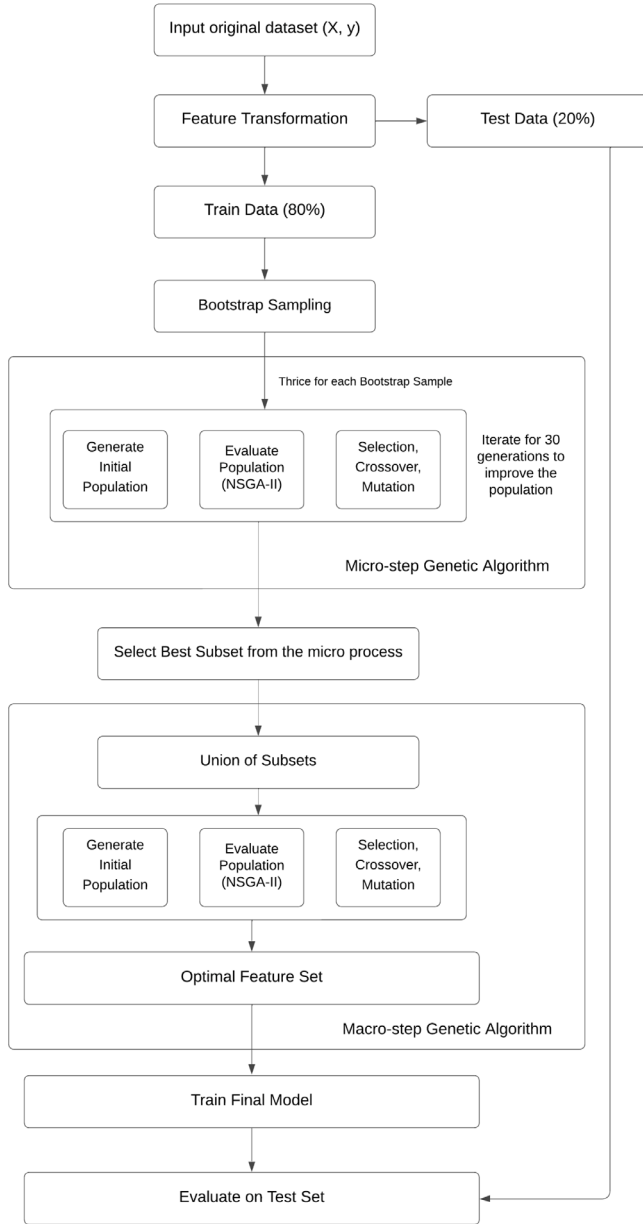 Input original dataset (X, y)
Feature Transformation
Test Data (20%)
Train Data (80%)
Bootstrap Sampling
Thrice for each Bootstrap Sample
Generate
Initial
Population
Evaluate
Population
(NSGA-II)
Selection,
Crossover,
Mutation
Iterate for 30
generations to
improve the
population
Micro-step Genetic Algorithm
Select Best Subset from the micro process
Union of Subsets
Generate
Initial
Population
Evaluate
Population
(NSGA-II)
Selection,
Crossover,
Mutation
Optimal Feature Set
Macro-step Genetic Algorithm
Train Final Model
Evaluate on Test Set